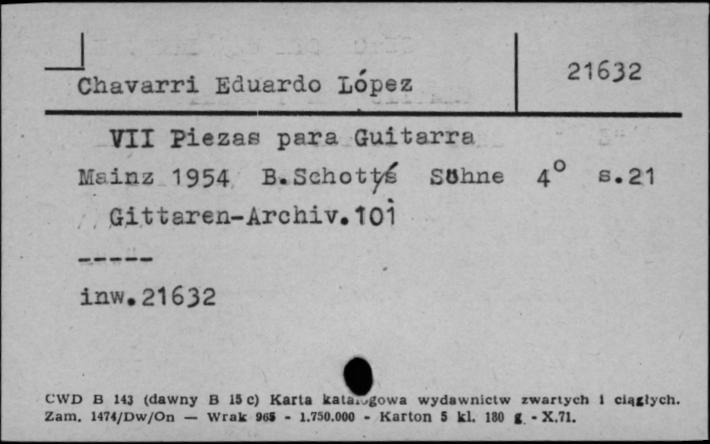 Chavarri Eduardo López
21632
VII Piezas para Guitarra
Mainz 1954 B.Schott's Söhne 4° s.21
Gittaren-Archiv.101
-----
inw.21632
CWD B 143 (dawny B 15 c) Karta katalogowa wydawnictw zwartych i ciągłych.
Zam. 1474/Dw/On — Wrak 965 - 1.750.000 - Karton 5 kl. 180 g. - X.71.